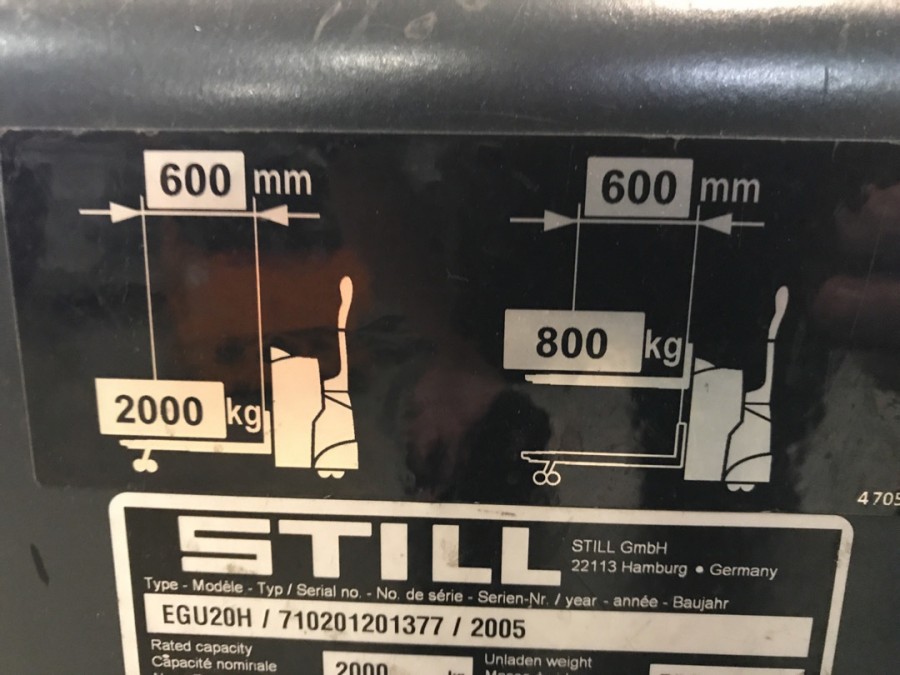 600 mm
600 mm
800 kg
2000 kg
4705
STILL
STILL GmbH
22113 Hamburg • Germany
Type - Modèle - Typ / Serial no. - No. de série - Serien-Nr. / year - année - Baujahr
EGU20H / 710201201377 / 2005
Rated capacity
Capacité nominale
2000 kg
Unladen weight